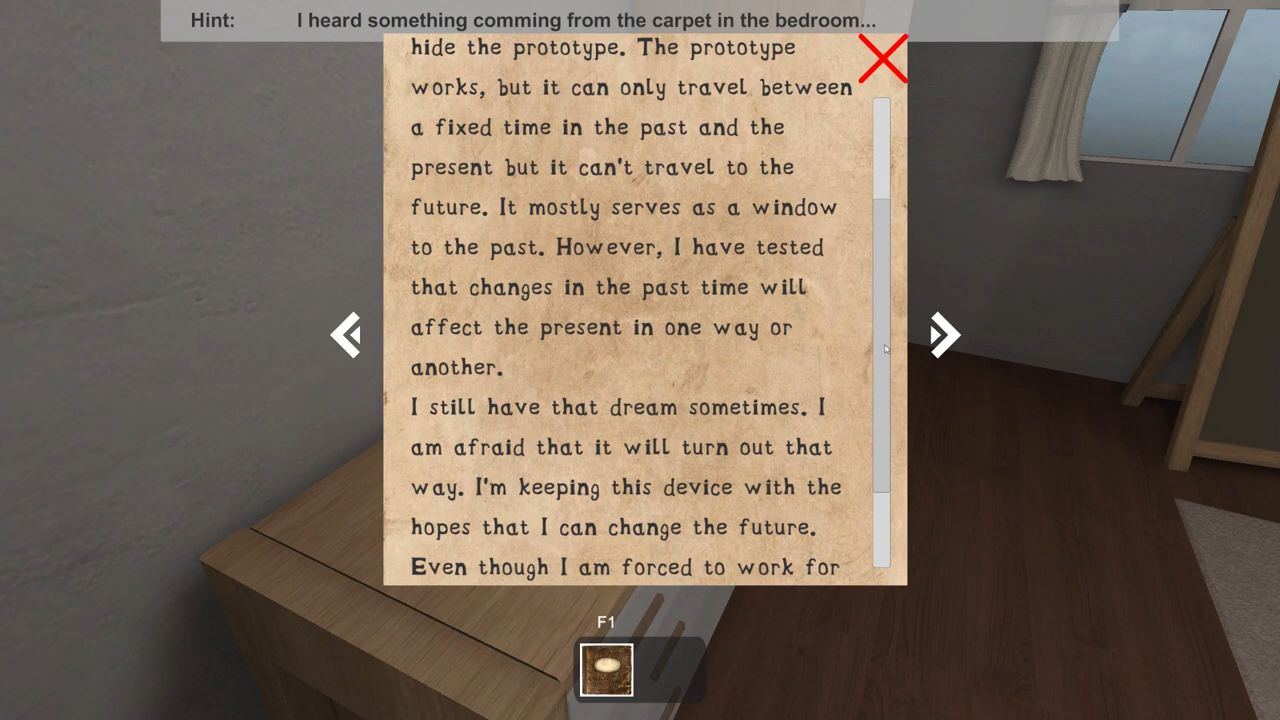 Hint: I heard something comming from the carpet in the bedroom...
hide the prototype. The prototype
works, but it can only travel between
a fixed time in the past and the
present but it can't travel to the
future. It mostly serves as a window
to the past. However, I have tested
that changes in the past time will
affect the present in one way or
another.
I still have that dream sometimes. I
am afraid that it will turn out that
way. I'm keeping this device with the
hopes that I can change the future.
Even though I am forced to work for
F1